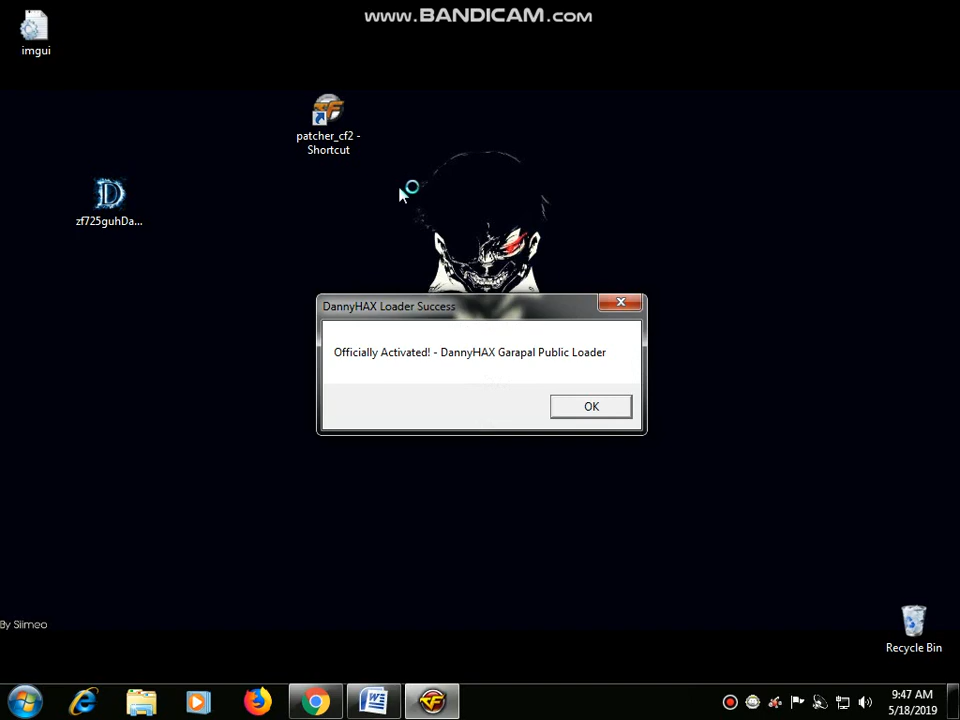 www.BANDICAM.com
imgui
patcher_cf2 -
Shortcut
zf725guhDa...
DannyHAX Loader Success
Officially Activated! - DannyHAX Garapal Public Loader
OK
By Siimeo
Recycle Bin
9:47 AM
5/18/2019